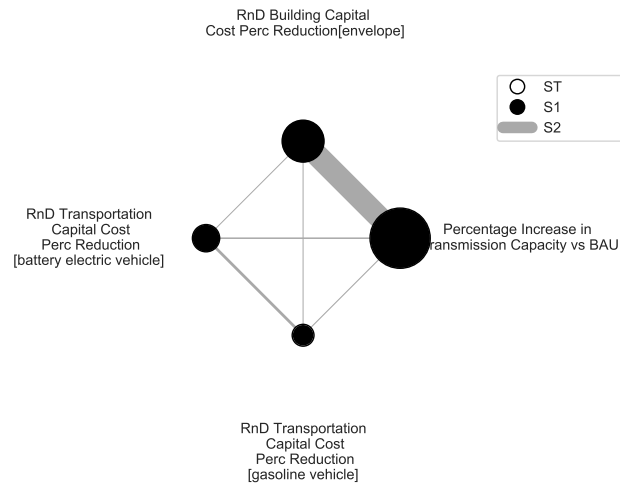 RnD Building Capital
Cost Perc Reduction[envelope]
ST
S1
S2
RnD Transportation
Capital Cost
Perc Reduction
[battery electric vehicle]
Percentage Increase in
ransmission Capacity vs BAU
RnD Transportation
Capital Cost
Perc Reduction
[gasoline vehicle]